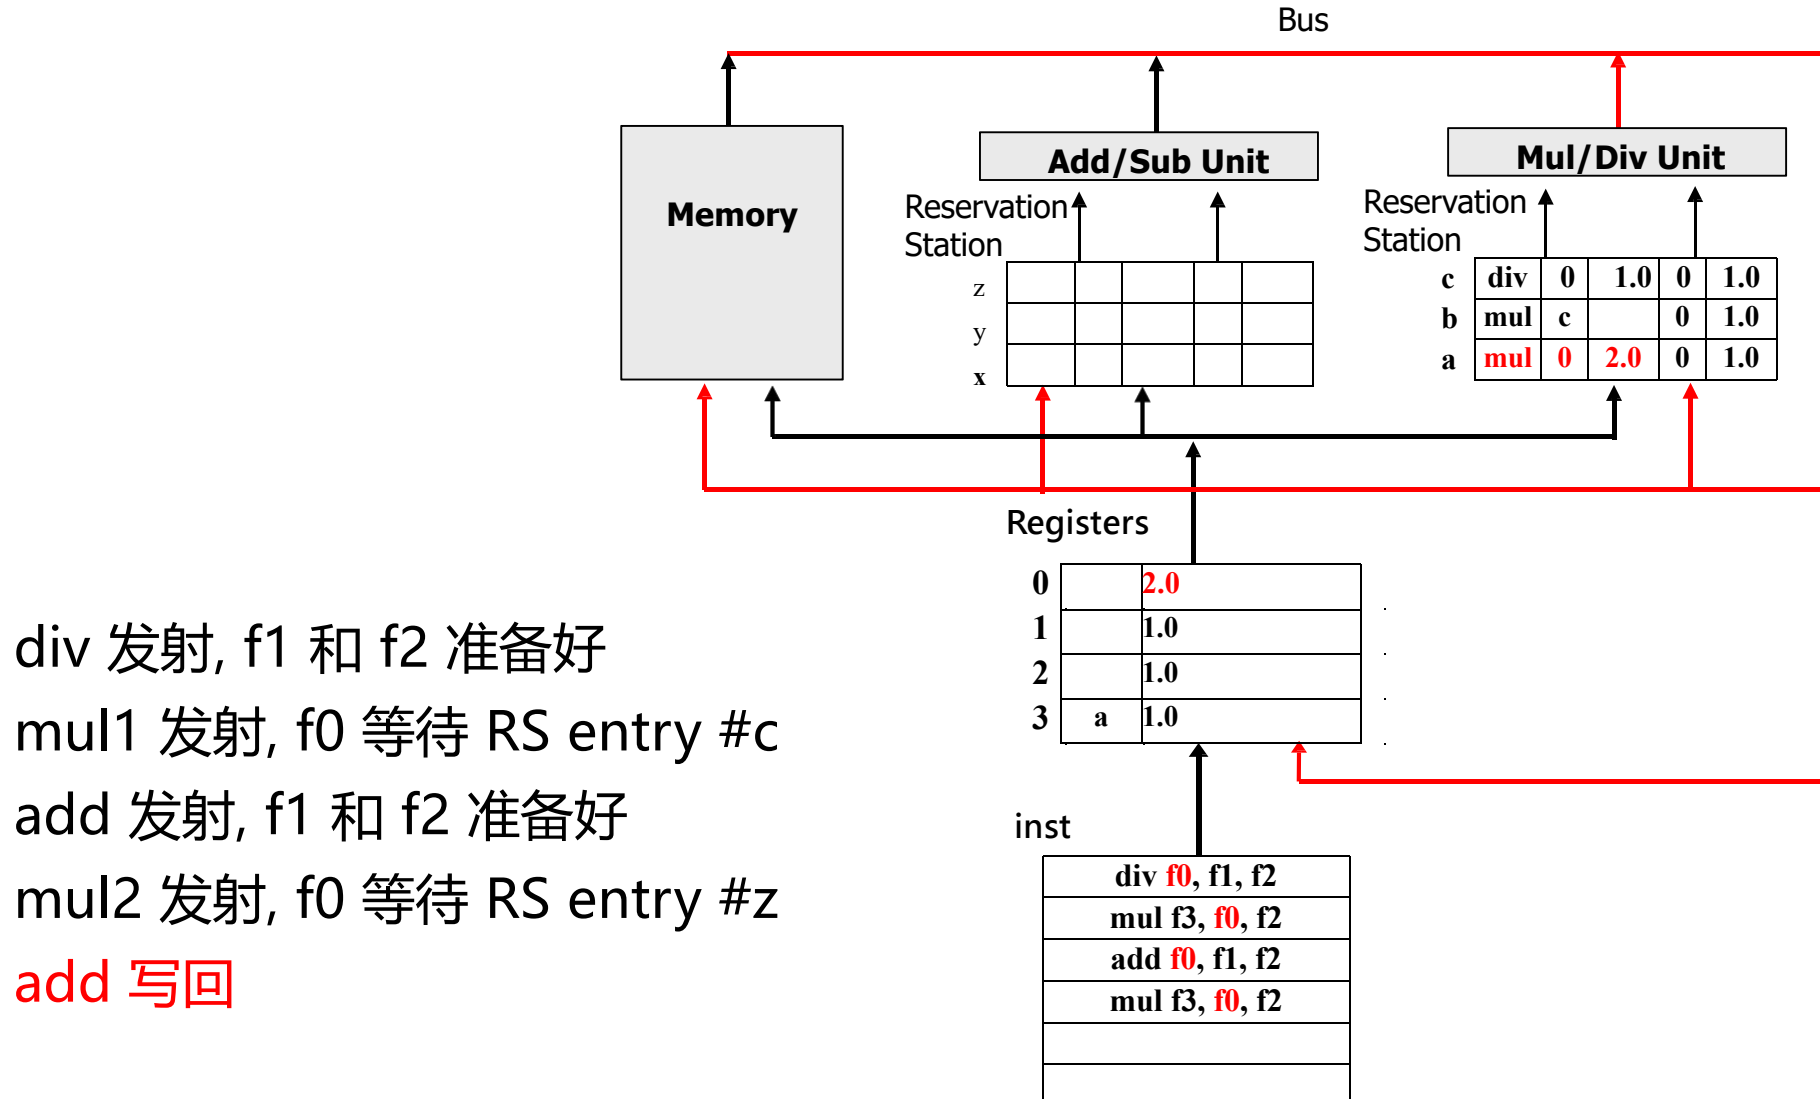 Bus
Memory
Add/Sub Unit
Mul/Div Unit
Reservation
Station
Reservation
Station
z
y
x
c div 0 1.0 0 1.0
b mul c 0 1.0
a mul 0 2.0 0 1.0
Registers
0 2.0
1 1.0
2 1.0
3 a 1.0
div 发射, f1 和 f2 准备好
mul1 发射, f0 等待 RS entry #c
add 发射, f1 和 f2 准备好
mul2 发射, f0 等待 RS entry #z
add 写回
inst
div f0, f1, f2
mul f3, f0, f2
add f0, f1, f2
mul f3, f0, f2